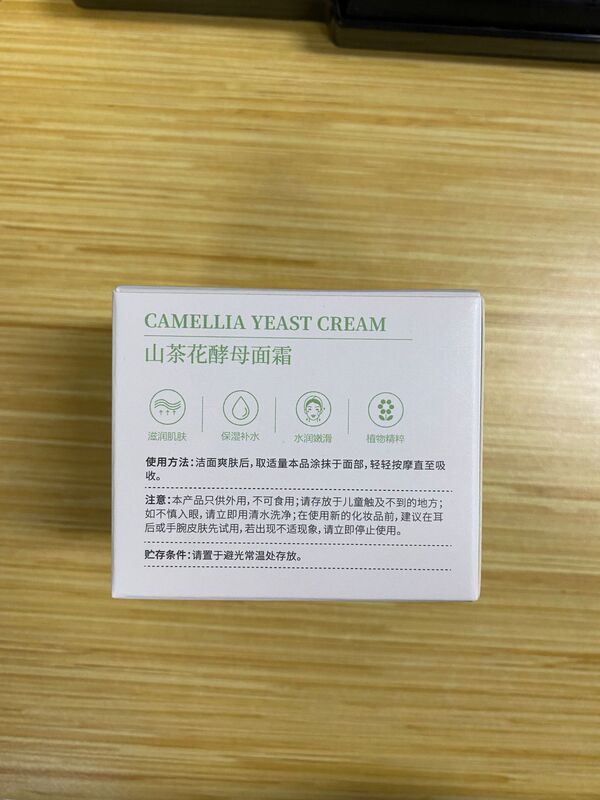 CAMELLIA YEAST CREAM
山茶花酵母面霜
滋润肌肤 保湿补水 水润嫩滑 植物精粹
使用方法：洁面爽肤后，取适量本品涂抹于面部，轻轻按摩直至吸
收。
注意：本产品只供外用，不可食用；请存放于儿童触及不到的地方；
如不慎入眼，请立即用清水洗净；在使用新的化妆品前，建议在耳
后或手腕皮肤先试用，若出现不适现象，请立即停止使用。
贮存条件：请置于避光常温处存放。